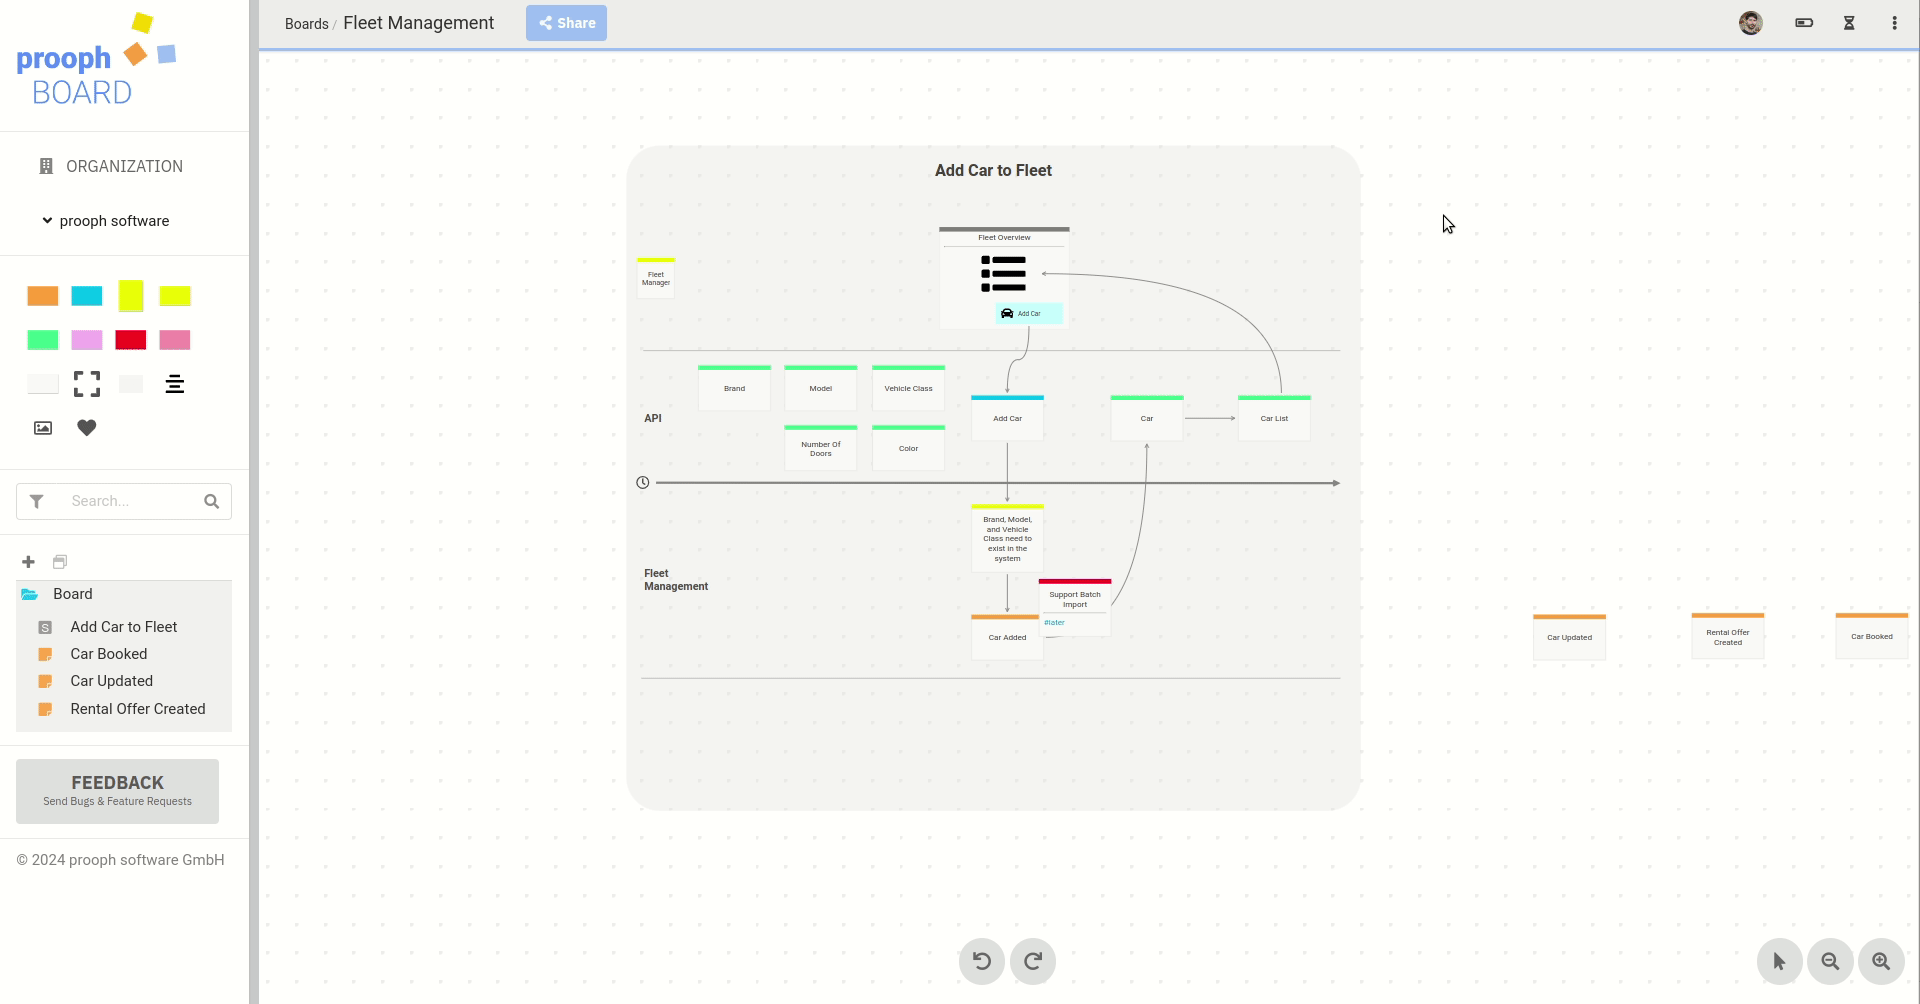 prooph
BOARD
ORGANIZATION
prooph software
Search...
Board
Add Car to Fleet
Car Booked
Car Updated
Rental Offer Created
FEEDBACK
Send Bugs & Feature Requests
© 2024 prooph software GmbH
Boards / Fleet Management
Share
Add Car to Fleet
Fleet Overview
Fleet
Manager
Add Car
Brand
Model
Vehicle Class
API
Add Car
Car
Car List
Number Of
Doors
Color
Brand, Model,
and Vehicle
Class need to
exist in the
system
Fleet
Management
Support Batch
Import
#later
Car Added
Car Updated
Rental Offer
Created
Car Booked